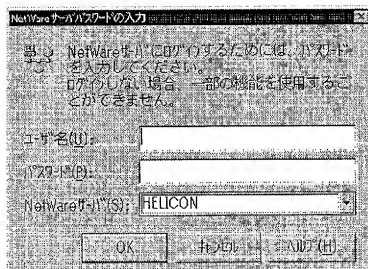 NetWareサーバパスワードの入力
NetWareサーバにログインするためには、パスワード
を入力してください。
ログインしない場合、一部の機能を使用するこ
とができません。
ユーザ名(U):
パスワード(P):
NetWareサーバ(S): HELICON
OK キャンセル ヘルプ(H)